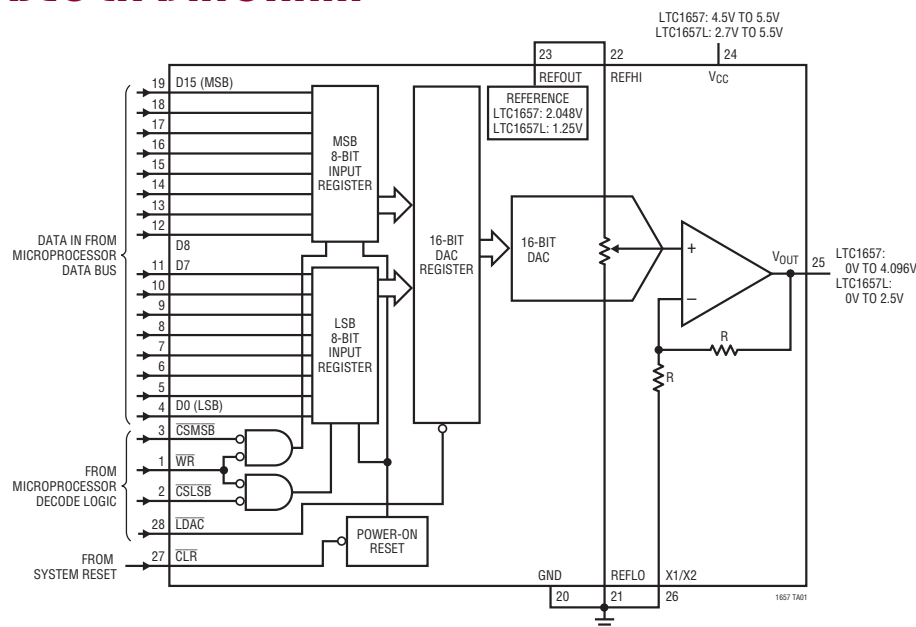 LTC1657: 4.5V TO 5.5V
LTC1657L: 2.7V TO 5.5V
23
22
24
19
D15 (MSB)
REFOUT
REFHI
VCC
18
17
16
15
14
13
12
REFERENCE
LTC1657: 2.048V
LTC1657L: 1.25V
MSB
8-BIT
INPUT
REGISTER
DATA IN FROM
MICROPROCESSOR
DATA BUS
D8
11
D7
10
9
8
7
6
5
4
D0 (LSB)
LSB
8-BIT
INPUT
REGISTER
16-BIT
DAC
REGISTER
16-BIT
DAC
+
–
VOUT
25
LTC1657:
0V TO 4.096V
LTC1657L:
0V TO 2.5V
R
R
FROM
MICROPROCESSOR
DECODE LOGIC
3
CSMSB
1
WR
2
CSLSB
28
LDAC
FROM
SYSTEM RESET
27
CLR
POWER-ON
RESET
GND
REFLO
X1/X2
20
21
26
1657 TA01